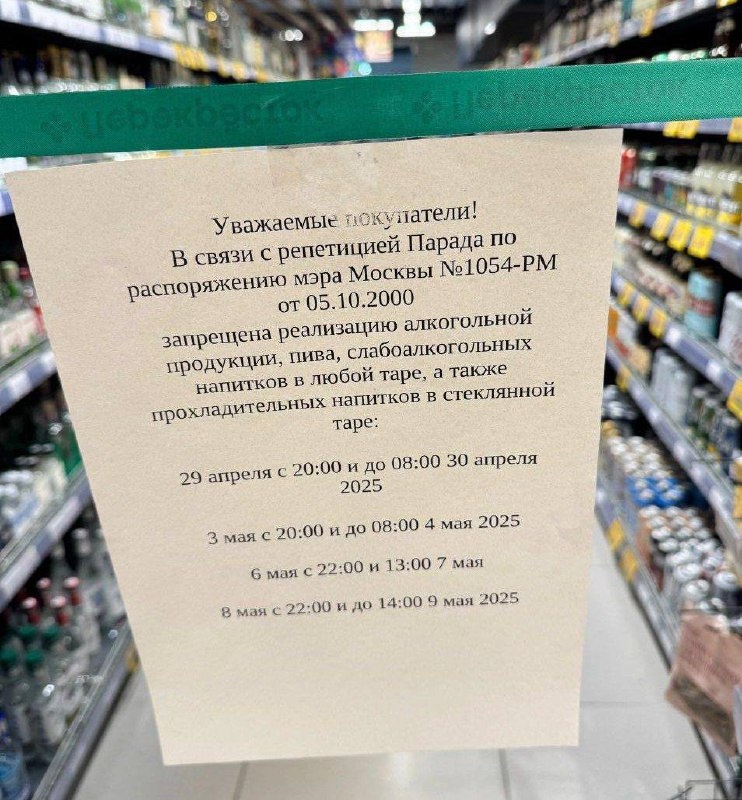 Перекрёсток Перекрёсток
Уважаемые покупатели!
В связи с репетицией Парада по
распоряжению мэра Москвы №1054-РМ
от 05.10.2000
запрещена реализацию алкогольной
продукции, пива, слабоалкогольных
напитков в любой таре, а также
прохладительных напитков в стеклянной
таре:
29 апреля с 20:00 и до 08:00 30 апреля
2025
3 мая с 20:00 и до 08:00 4 мая 2025
6 мая с 22:00 и 13:00 7 мая
8 мая с 22:00 и до 14:00 9 мая 2025